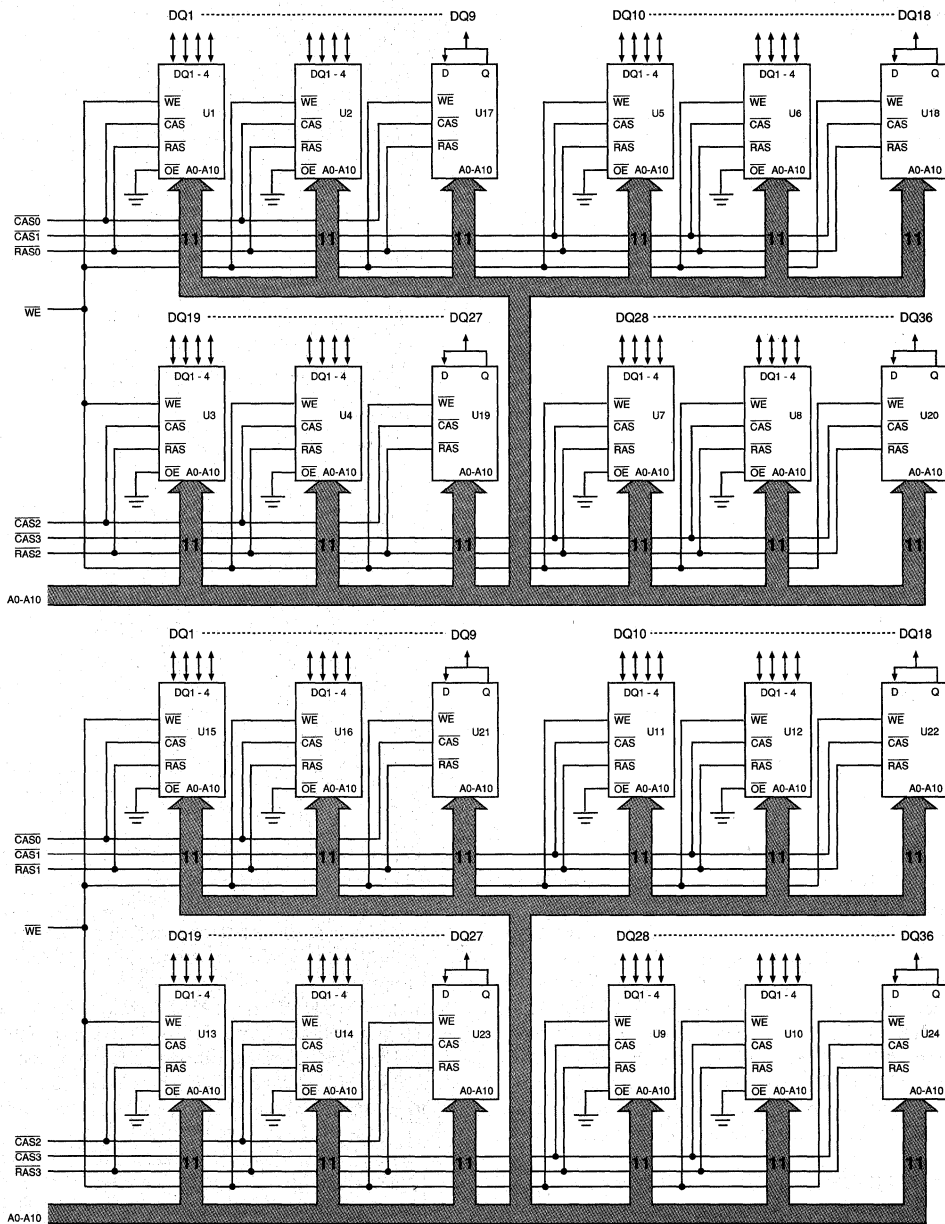 DQ1 DQ9 DQ10 DQ18
DQ1 - 4 DQ1 - 4 D Q DQ1 - 4 DQ1 - 4 D Q
WE WE WE WE WE WE
U1 U2 U17 U5 U6 U18
CAS CAS CAS CAS CAS CAS
RAS RAS RAS RAS RAS RAS
OE A0-A10 OE A0-A10 A0-A10 OE A0-A10 OE A0-A10 A0-A10
CAS0
CAS1
RAS0
11 11 11 11 11 11
WE
DQ19 DQ27 DQ28 DQ36
DQ1 - 4 DQ1 - 4 D Q DQ1 - 4 DQ1 - 4 D Q
WE WE WE WE WE WE
U3 U4 U19 U7 U8 U20
CAS CAS CAS CAS CAS CAS
RAS RAS RAS RAS RAS RAS
OE A0-A10 OE A0-A10 A0-A10 OE A0-A10 OE A0-A10 A0-A10
CAS2
CAS3
RAS2
11 11 11 11 11 11
A0-A10
DQ1 DQ9 DQ10 DQ18
DQ1 - 4 DQ1 - 4 D Q DQ1 - 4 DQ1 - 4 D Q
WE WE WE WE WE WE
U15 U16 U21 U11 U12 U22
CAS CAS CAS CAS CAS CAS
RAS RAS RAS RAS RAS RAS
OE A0-A10 OE A0-A10 A0-A10 OE A0-A10 OE A0-A10 A0-A10
CAS0
CAS1
RAS1
11 11 11 11 11 11
WE
DQ19 DQ27 DQ28 DQ36
DQ1 - 4 DQ1 - 4 D Q DQ1 - 4 DQ1 - 4 D Q
WE WE WE WE WE WE
U13 U14 U23 U9 U10 U24
CAS CAS CAS CAS CAS CAS
RAS RAS RAS RAS RAS RAS
OE A0-A10 OE A0-A10 A0-A10 OE A0-A10 OE A0-A10 A0-A10
CAS2
CAS3
RAS3
11 11 11 11 11 11
A0-A10